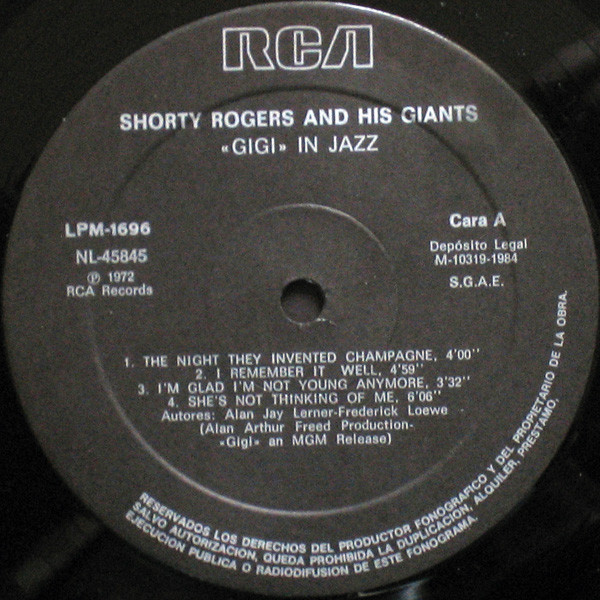 RCA
SHORTY ROGERS AND HIS GIANTS
«GIGI» IN JAZZ
LPM-1696
NL-45845
℗ 1972
RCA Records
Cara A
Depósito Legal
M-10319-1984
S.G.A.E.
1. THE NIGHT THEY INVENTED CHAMPAGNE, 4'00''
2. I REMEMBER IT WELL, 4'59''
3. I'M GLAD I'M NOT YOUNG ANYMORE, 3'32''
4. SHE'S NOT THINKING OF ME, 6'06''
Autores: Alan Jay Lerner-Frederick Loewe
(Alan Arthur Freed Production-
«Gigi» an MGM Release)
RESERVADOS LOS DERECHOS DEL PRODUCTOR FONOGRAFICO Y DEL PROPIETARIO DE LA OBRA.
SALVO AUTORIZACION, QUEDA PROHIBIDA LA DUPLICACION, ALQUILER, PRESTAMO,
EJECUCION PUBLICA O RADIODIFUSION DE ESTE FONOGRAMA.